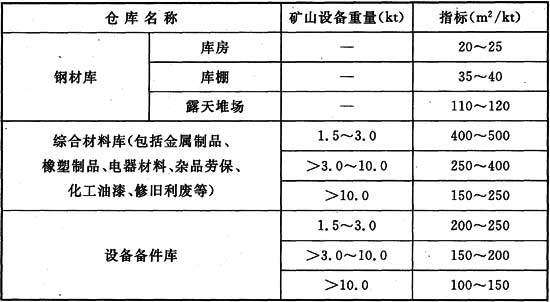 仓库名称 矿山设备重量(kt) 指标(m²/kt)
钢材库 库房 — 20～25
库棚 — 35～40
露天堆场 — 110～120
综合材料库(包括金属制品、橡塑制品、电器材料、杂品劳保、化工油漆、修旧利废等) 1.5～3.0 400～500
>3.0～10.0 250～400
>10.0 150～250
设备备件库 1.5～3.0 200～250
>3.0～10.0 150～200
>10.0 100～150